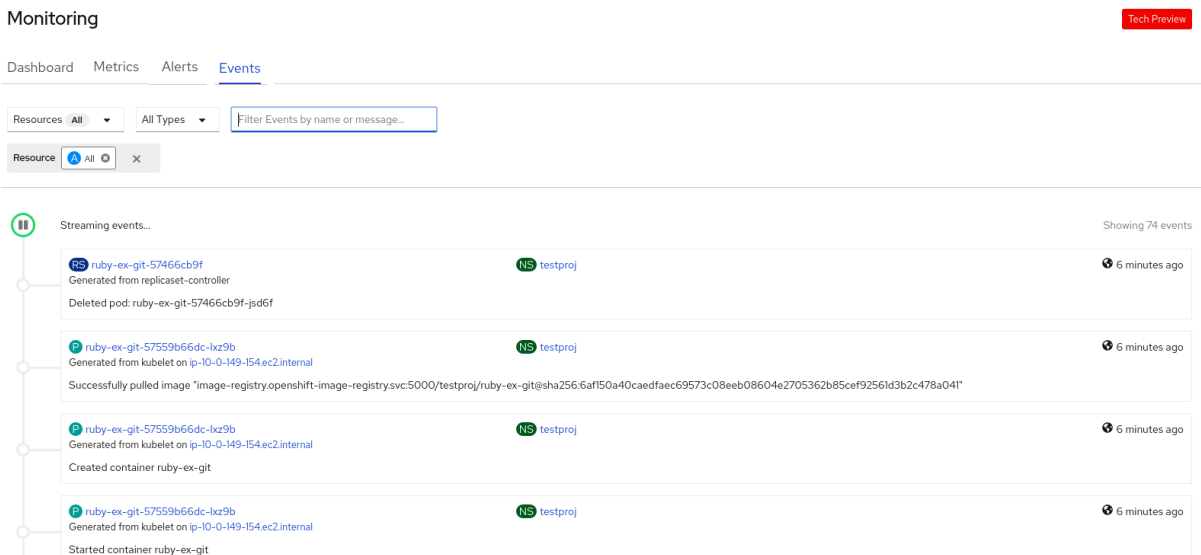 Monitoring
Tech Preview
Dashboard Metrics Alerts Events
Resources All All Types Filter Events by name or message...
Resource A All
Streaming events... Showing 74 events
RS ruby-ex-git-57466cb9f NS testproj 6 minutes ago
Generated from replicaset-controller
Deleted pod: ruby-ex-git-57466cb9f-jsd6f
P ruby-ex-git-57559b66dc-lxz9b NS testproj 6 minutes ago
Generated from kubelet on ip-10-0-149-154.ec2.internal
Successfully pulled image "image-registry.openshift-image-registry.svc:5000/testproj/ruby-ex-git@sha256:6af150a40caedfaec69573c08eeb08604e2705362b85cef92561d3b2c478a041"
P ruby-ex-git-57559b66dc-lxz9b NS testproj 6 minutes ago
Generated from kubelet on ip-10-0-149-154.ec2.internal
Created container ruby-ex-git
P ruby-ex-git-57559b66dc-lxz9b NS testproj 6 minutes ago
Generated from kubelet on ip-10-0-149-154.ec2.internal
Started container ruby-ex-git